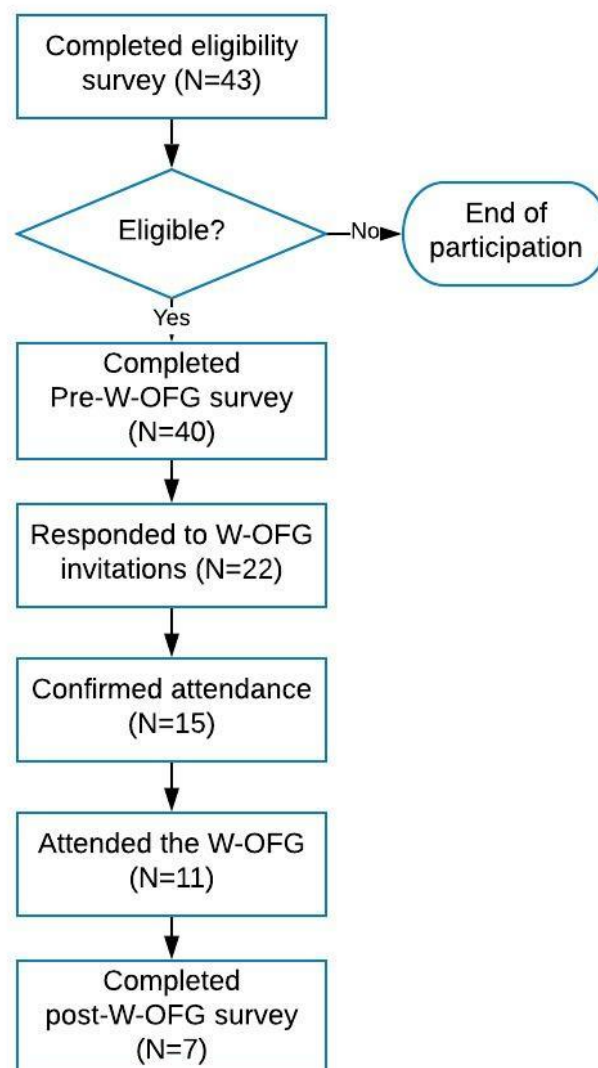 Completed eligibility
survey (N=43)
Eligible?
No
End of
participation
Yes
Completed
Pre-W-OFG survey
(N=40)
Responded to W-OFG
invitations (N=22)
Confirmed attendance
(N=15)
Attended the W-OFG
(N=11)
Completed
post-W-OFG survey
(N=7)